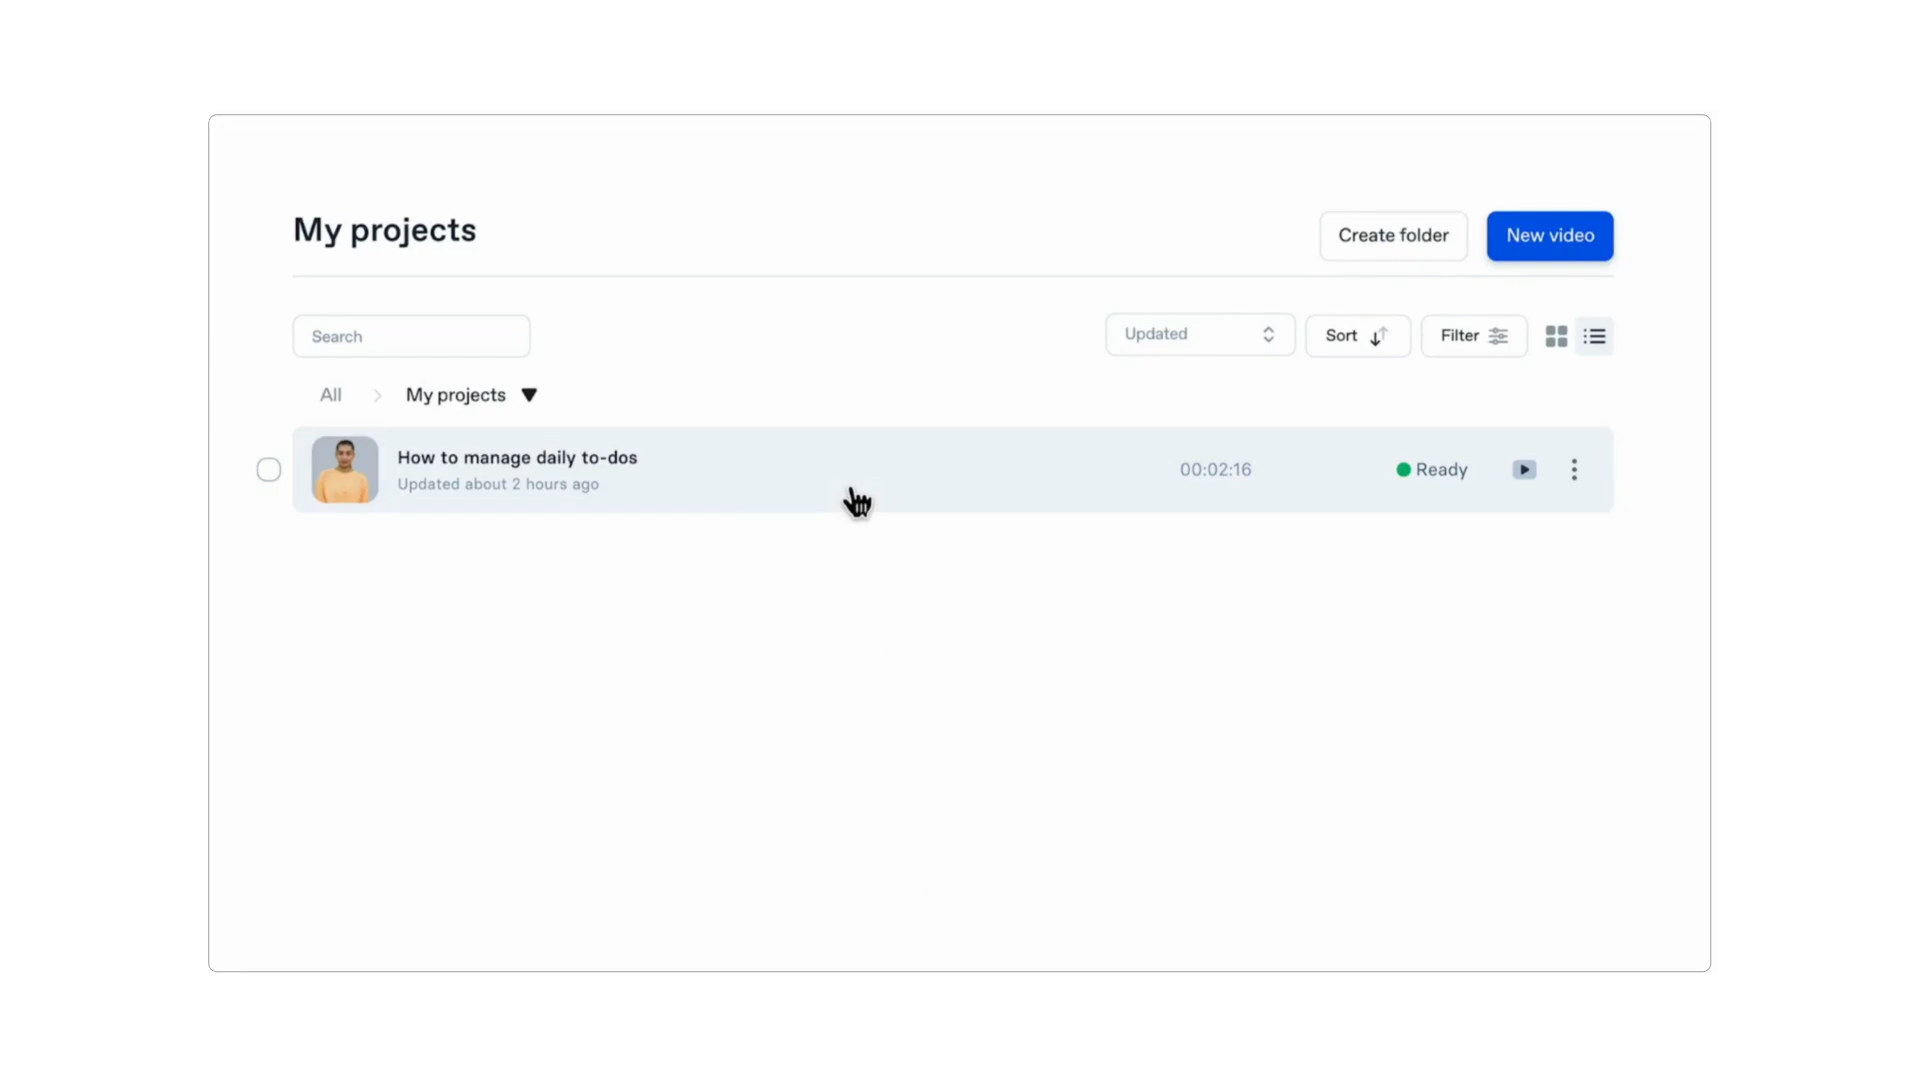 My projects
Create folder
New video
Search
Updated
Sort
Filter
All
My projects
How to manage daily to-dos
Updated about 2 hours ago
00:02:16
Ready